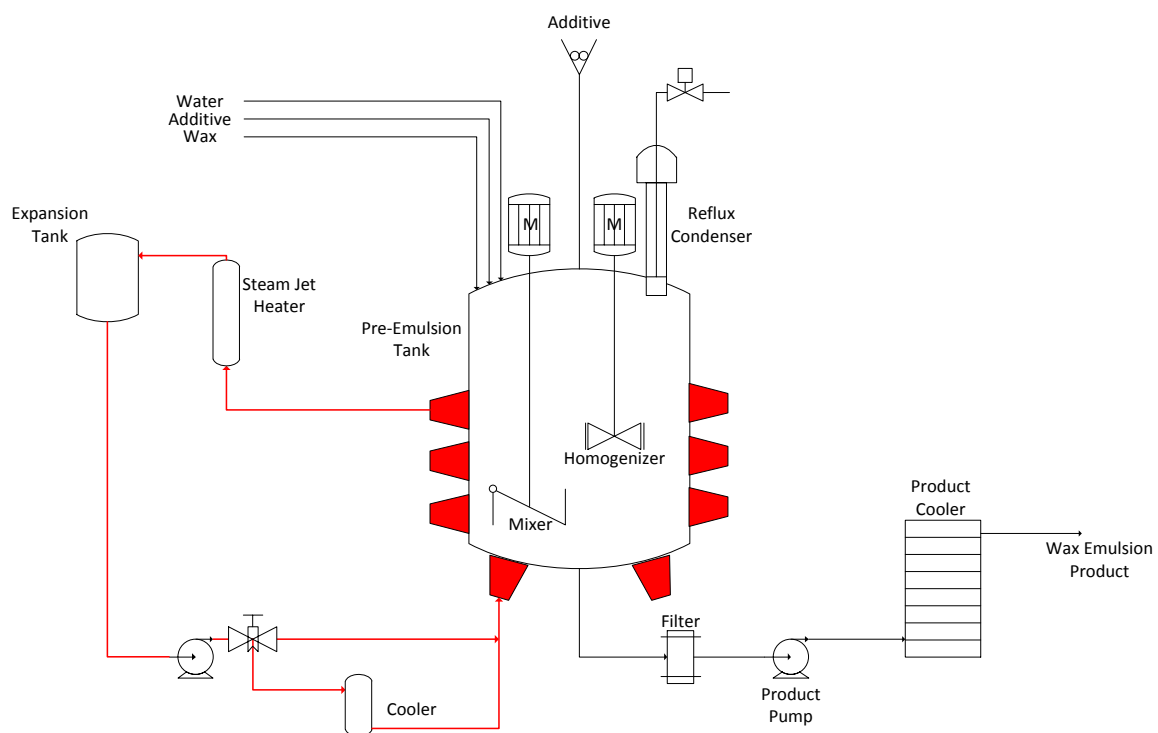 Additive
Water
Additive
Wax
Expansion
Tank
Steam Jet
Heater
M
M
Reflux
Condenser
Pre-Emulsion
Tank
Homogenizer
Mixer
Product
Cooler
Wax Emulsion
Product
Filter
Product
Pump
Cooler